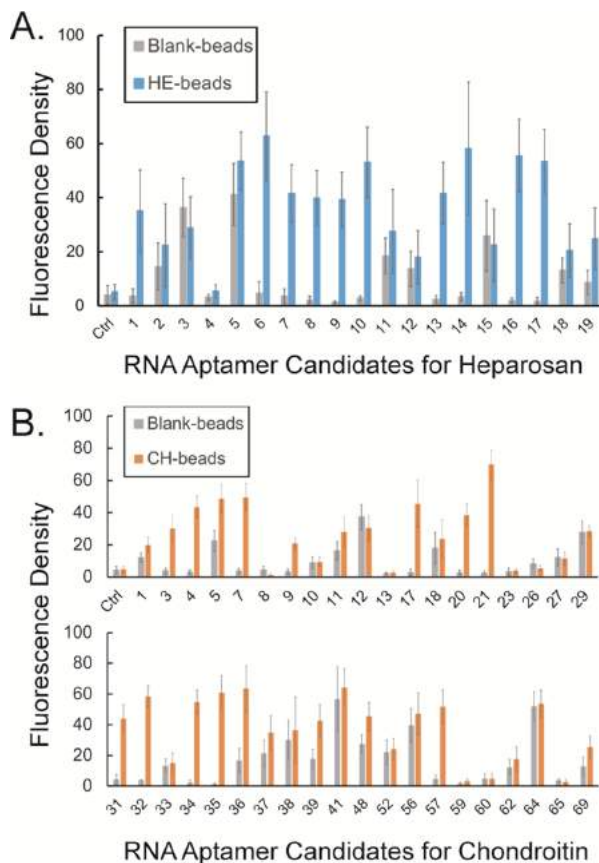 A.
100
80
60
40
20
0
Fluorescence Density
Blank-beads
HE-beads
Ctrl 1 2 3 4 5 6 7 8 9 10 11 12 13 14 15 16 17 18 19
RNA Aptamer Candidates for Heparosan
B.
100
80
60
40
20
0
Blank-beads
CH-beads
Ctrl 1 3 4 5 7 8 9 10 11 12 13 17 18 20 21 23 26 27 29
Fluorescence Density
100
80
60
40
20
0
31 32 33 34 35 36 37 38 39 41 48 52 56 57 59 60 62 64 65 69
RNA Aptamer Candidates for Chondroitin